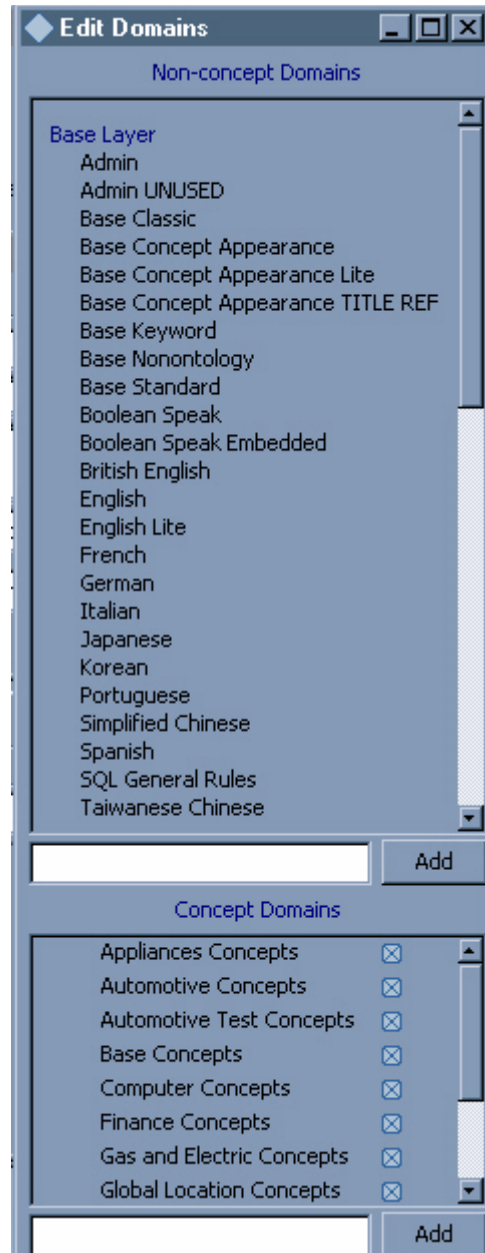 Edit Domains
Non-concept Domains
Base Layer
Admin
Admin UNUSED
Base Classic
Base Concept Appearance
Base Concept Appearance Lite
Base Concept Appearance TITLE REF
Base Keyword
Base Nonontology
Base Standard
Boolean Speak
Boolean Speak Embedded
British English
English
English Lite
French
German
Italian
Japanese
Korean
Portuguese
Simplified Chinese
Spanish
SQL General Rules
Taiwanese Chinese
Add
Concept Domains
Appliances Concepts
Automotive Concepts
Automotive Test Concepts
Base Concepts
Computer Concepts
Finance Concepts
Gas and Electric Concepts
Global Location Concepts
Add